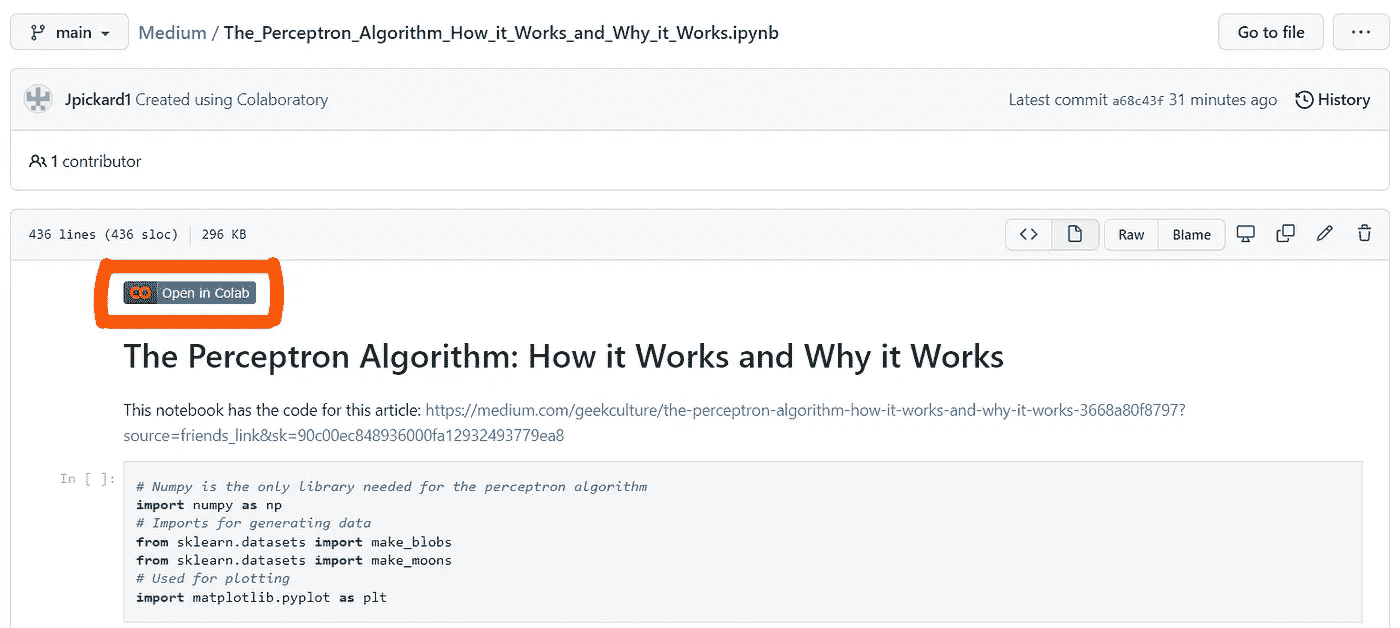 main
Medium / The_Perceptron_Algorithm_How_it_Works_and_Why_it_Works.ipynb
Go to file
...
Jpickard1 Created using Colaboratory
Latest commit a68c43f 31 minutes ago
History
1 contributor
436 lines (436 sloc)
296 KB
<>
Raw
Blame
CO Open in Colab
The Perceptron Algorithm: How it Works and Why it Works
This notebook has the code for this article: https://medium.com/geekculture/the-perceptron-algorithm-how-it-works-and-why-it-works-3668a80f8797?
source=friends_link&sk=90c00ec848936000fa12932493779ea8
In [ ]:
# Numpy is the only library needed for the perceptron algorithm
import numpy as np
# Imports for generating data
from sklearn.datasets import make_blobs
from sklearn.datasets import make_moons
# Used for plotting
import matplotlib.pyplot as plt